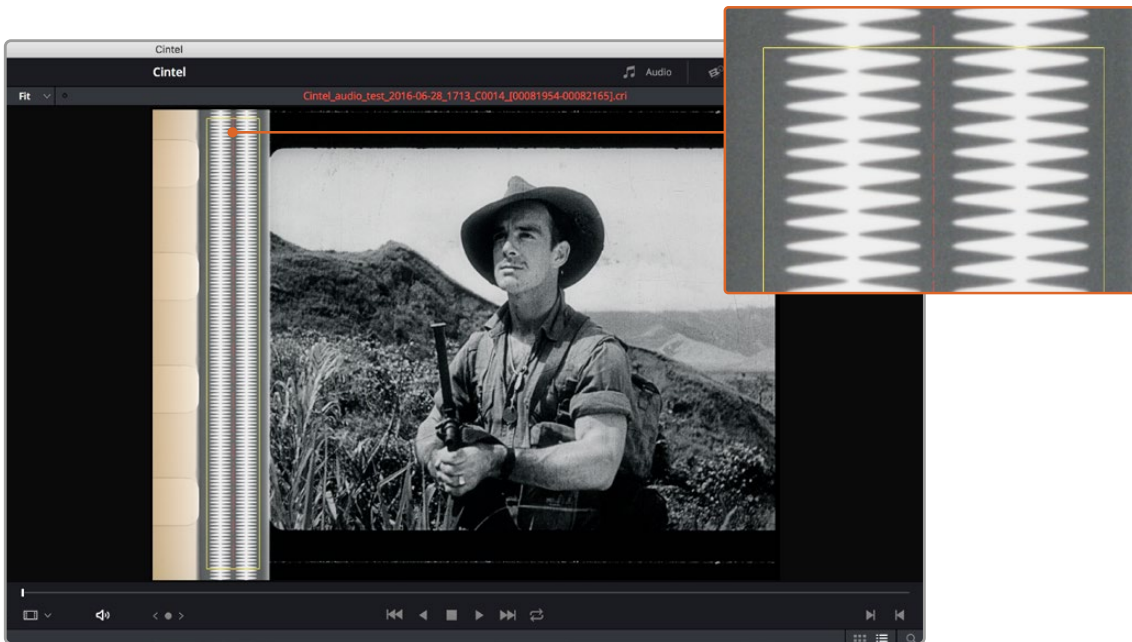 Cintel
Cintel
Audio
Fit
Cintel_audio_test_2016-06-28_1713_C0014_[00081954-00082165].cri